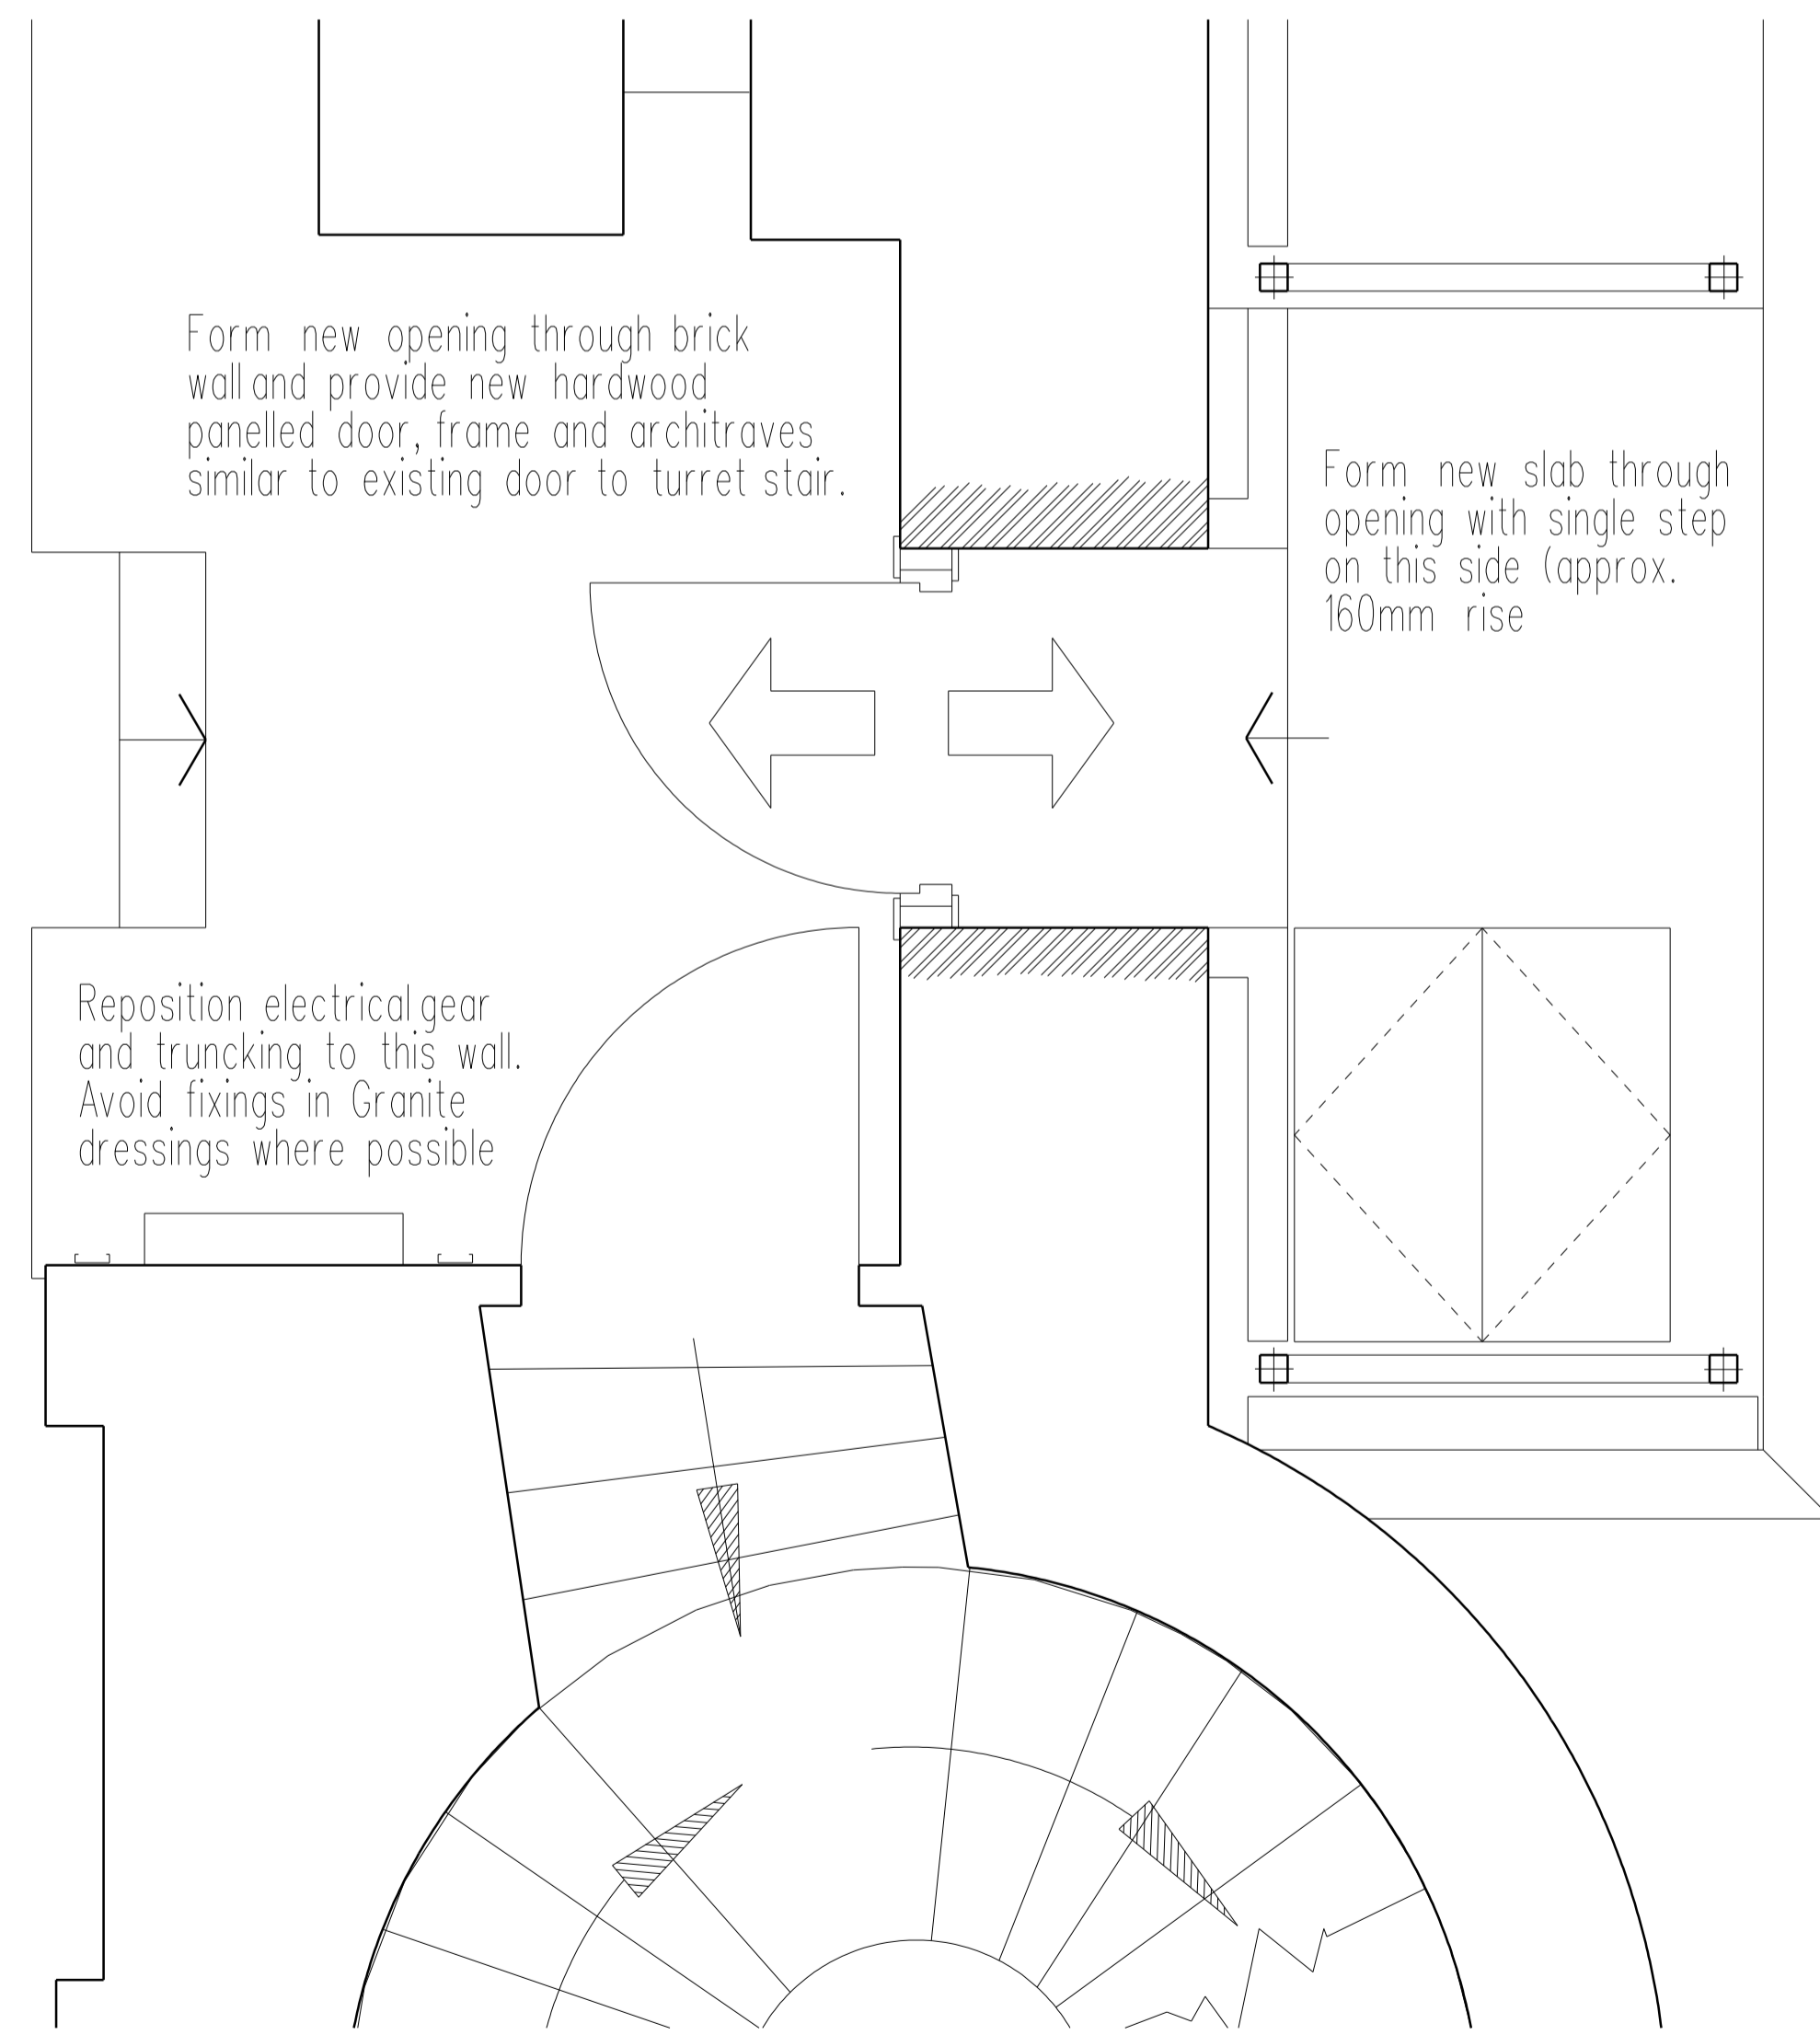 Form new opening through brick
wall and provide new hardwood
panelled door, frame and architraves
similar to existing door to turret stair.
Form new slab through
opening with single step
on this side (approx.
160mm rise
Reposition electrical gear
and truncking to this wall.
Avoid fixings in Granite
dressings where possible